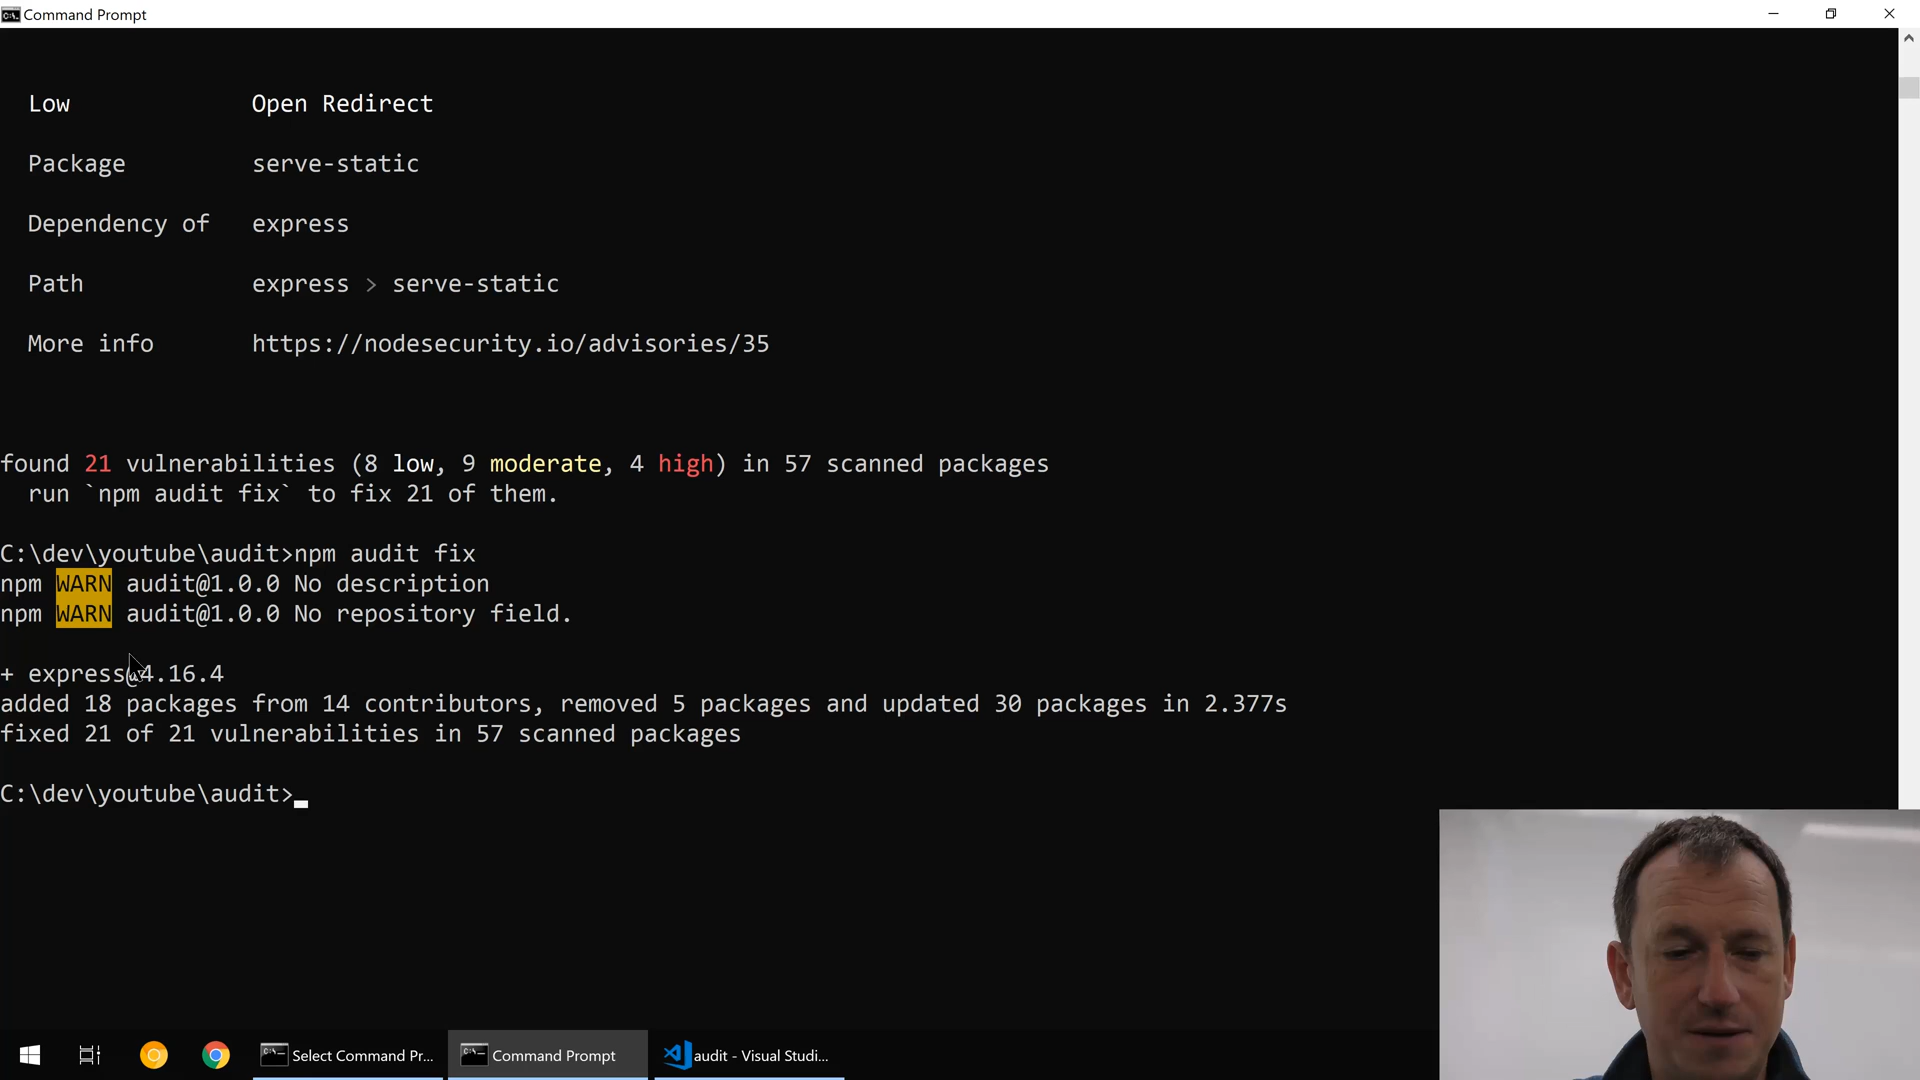 Command Prompt
Low Open Redirect
Package serve-static
Dependency of express
Path express > serve-static
More info https://nodesecurity.io/advisories/35
found 21 vulnerabilities (8 low, 9 moderate, 4 high) in 57 scanned packages
run `npm audit fix` to fix 21 of them.
C:\dev\youtube\audit>npm audit fix
npm WARN audit@1.0.0 No description
npm WARN audit@1.0.0 No repository field.
+ express@4.16.4
added 18 packages from 14 contributors, removed 5 packages and updated 30 packages in 2.377s
fixed 21 of 21 vulnerabilities in 57 scanned packages
C:\dev\youtube\audit>
Select Command Pr... Command Prompt audit - Visual Studi...